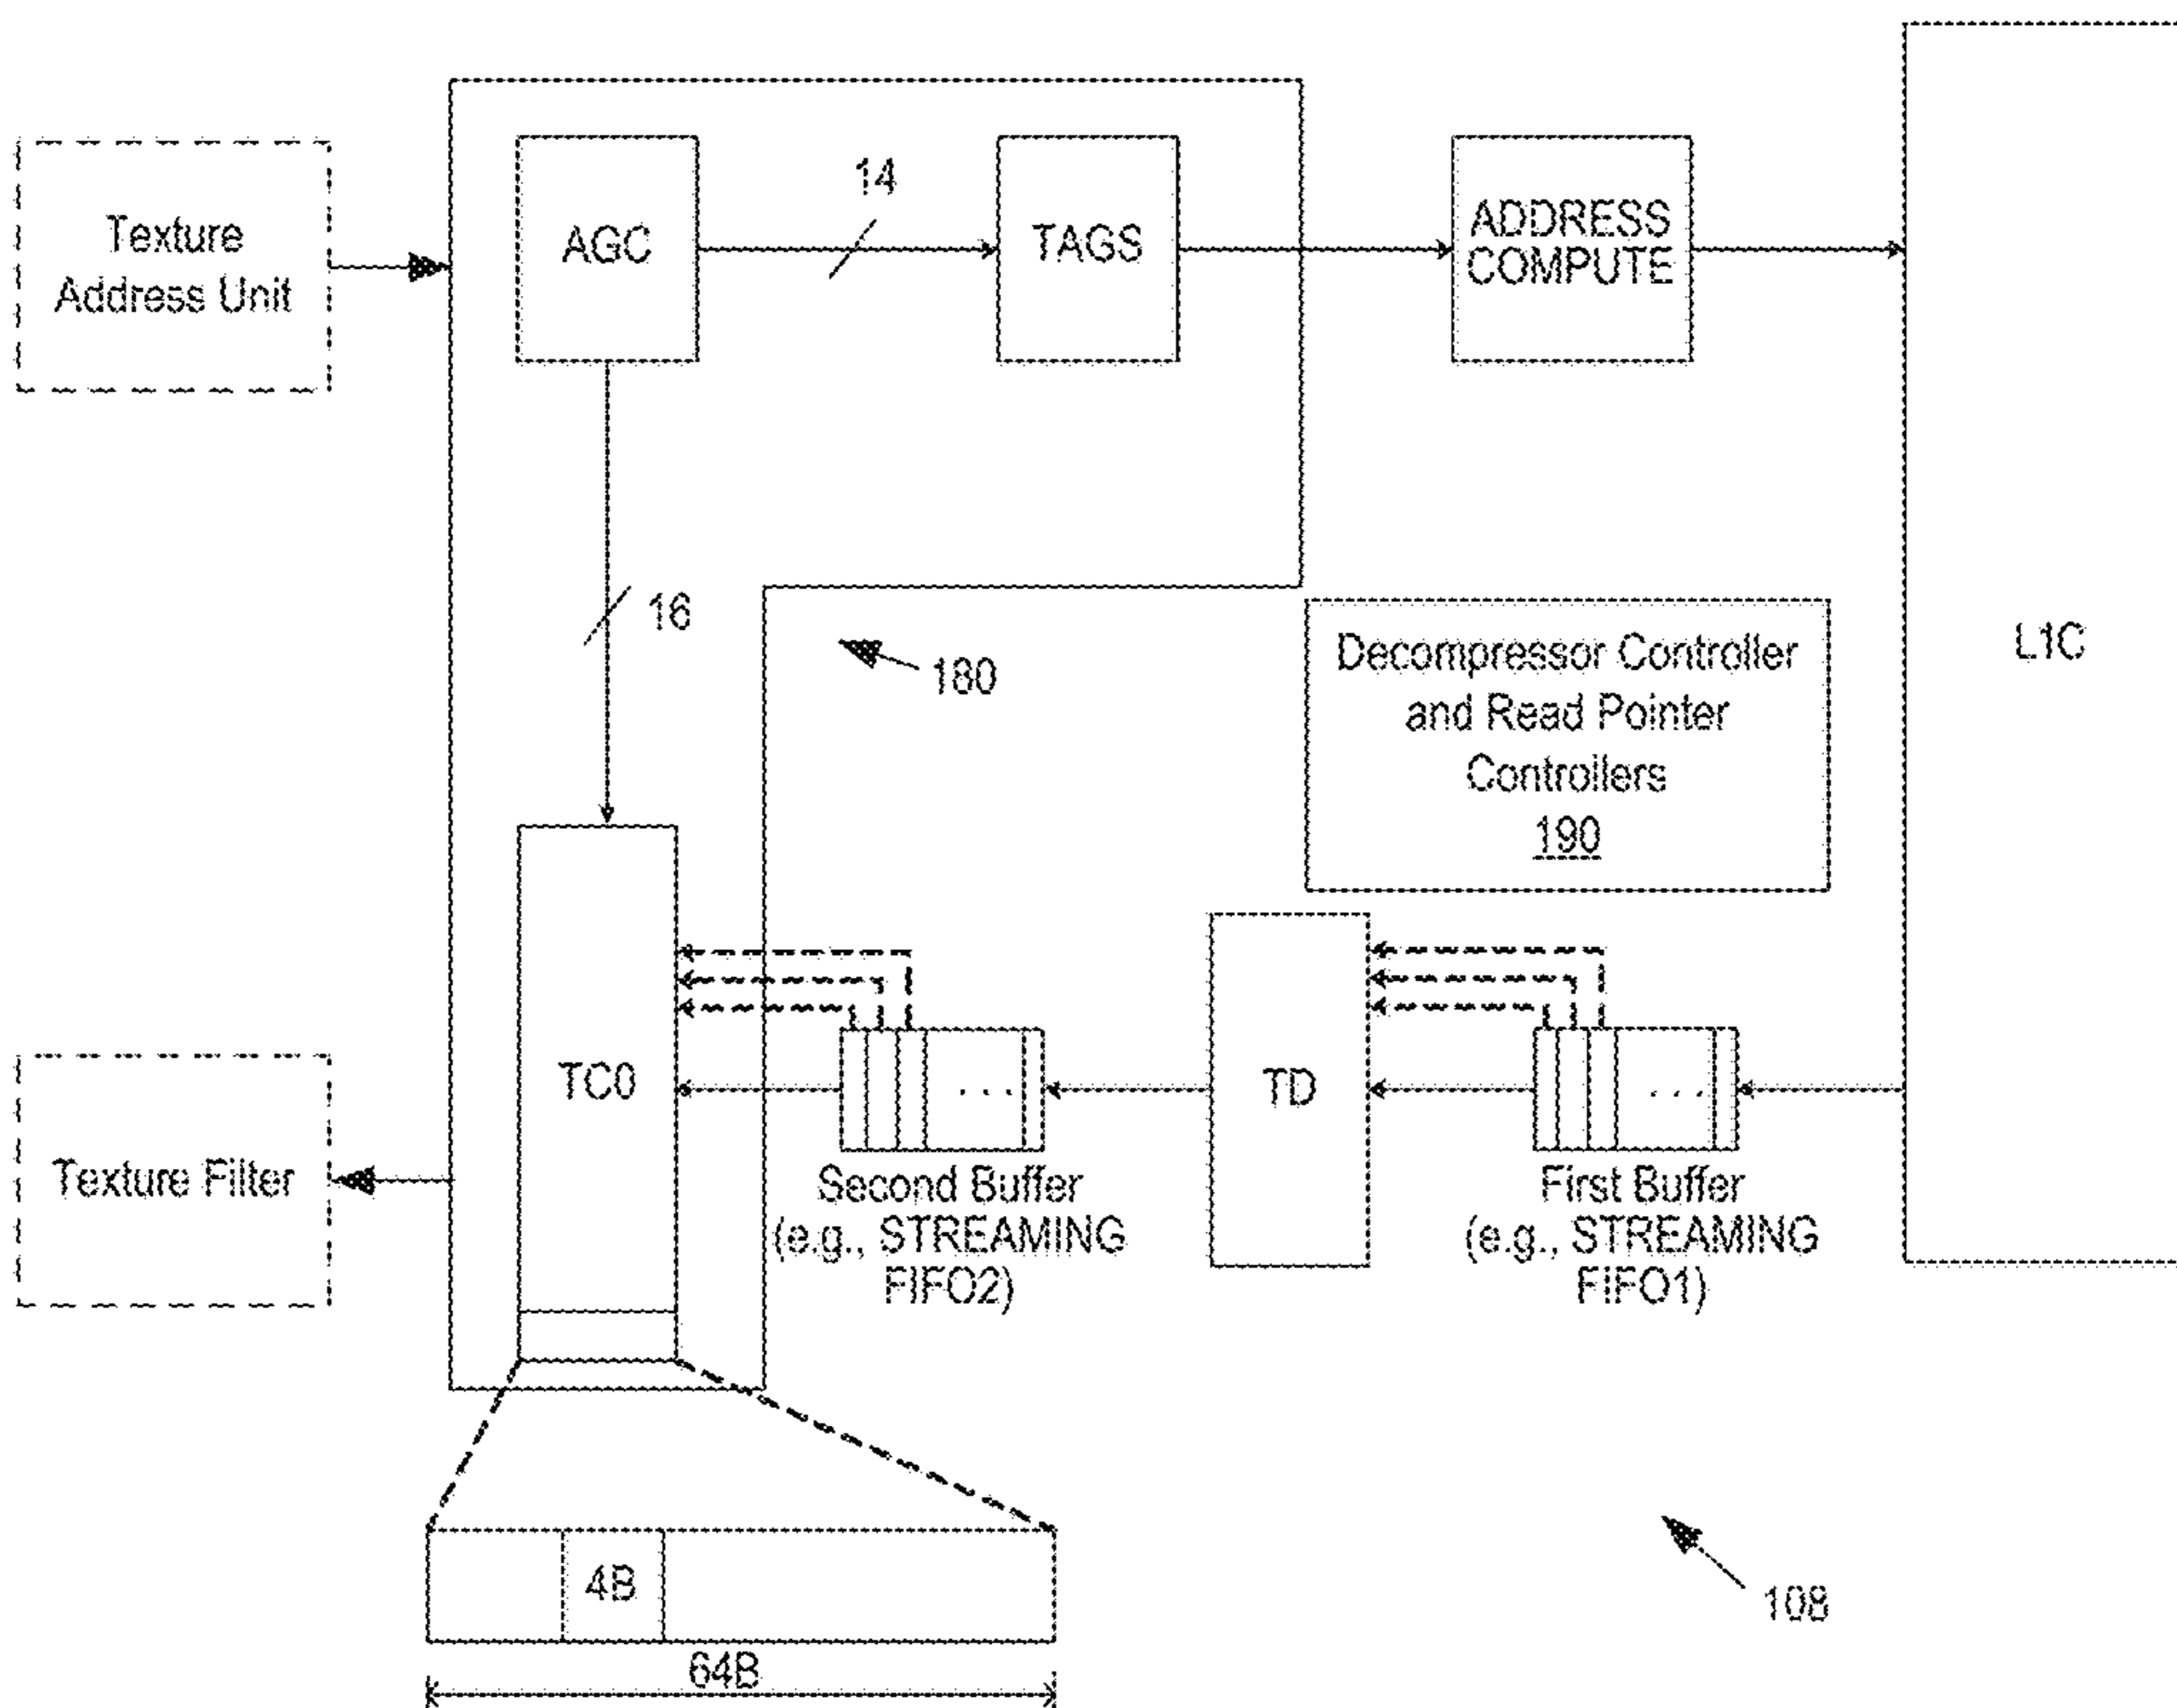 Texture
Address Unit
AGC
14
TAGS
ADDRESS
COMPUTE
L1C
16
180
Decompressor Controller
and Read Pointer
Controllers
190
TC0
TD
. . .
. . .
Second Buffer
(e.g., STREAMING
FIFO2)
First Buffer
(e.g., STREAMING
FIFO1)
Texture Filter
4B
64B
108